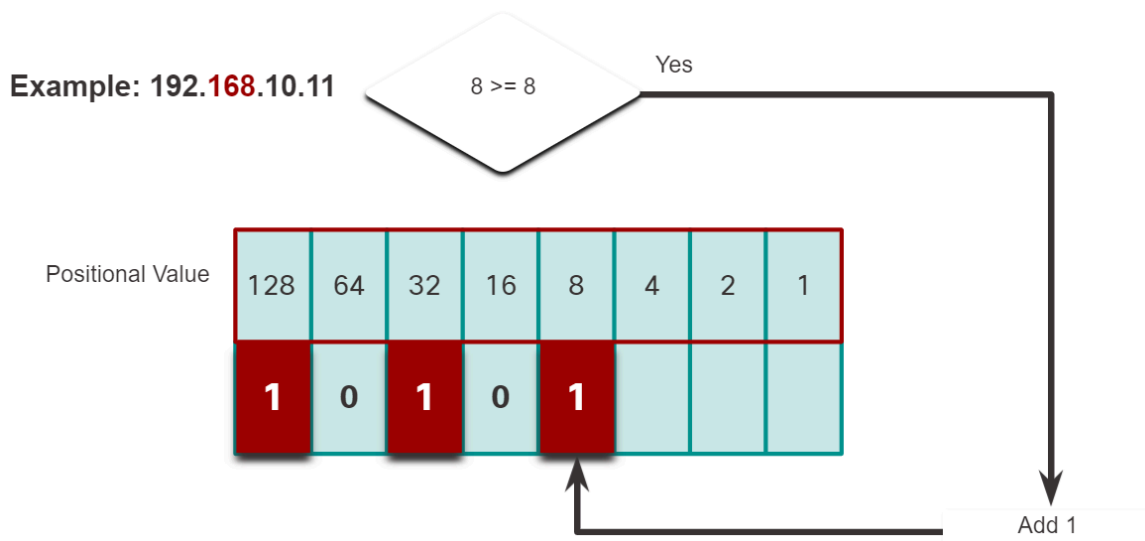 Yes
Example: 192.168.10.11
8 >= 8
Positional Value
128 64 32 16 8 4 2 1
1 0 1 0 1
Add 1